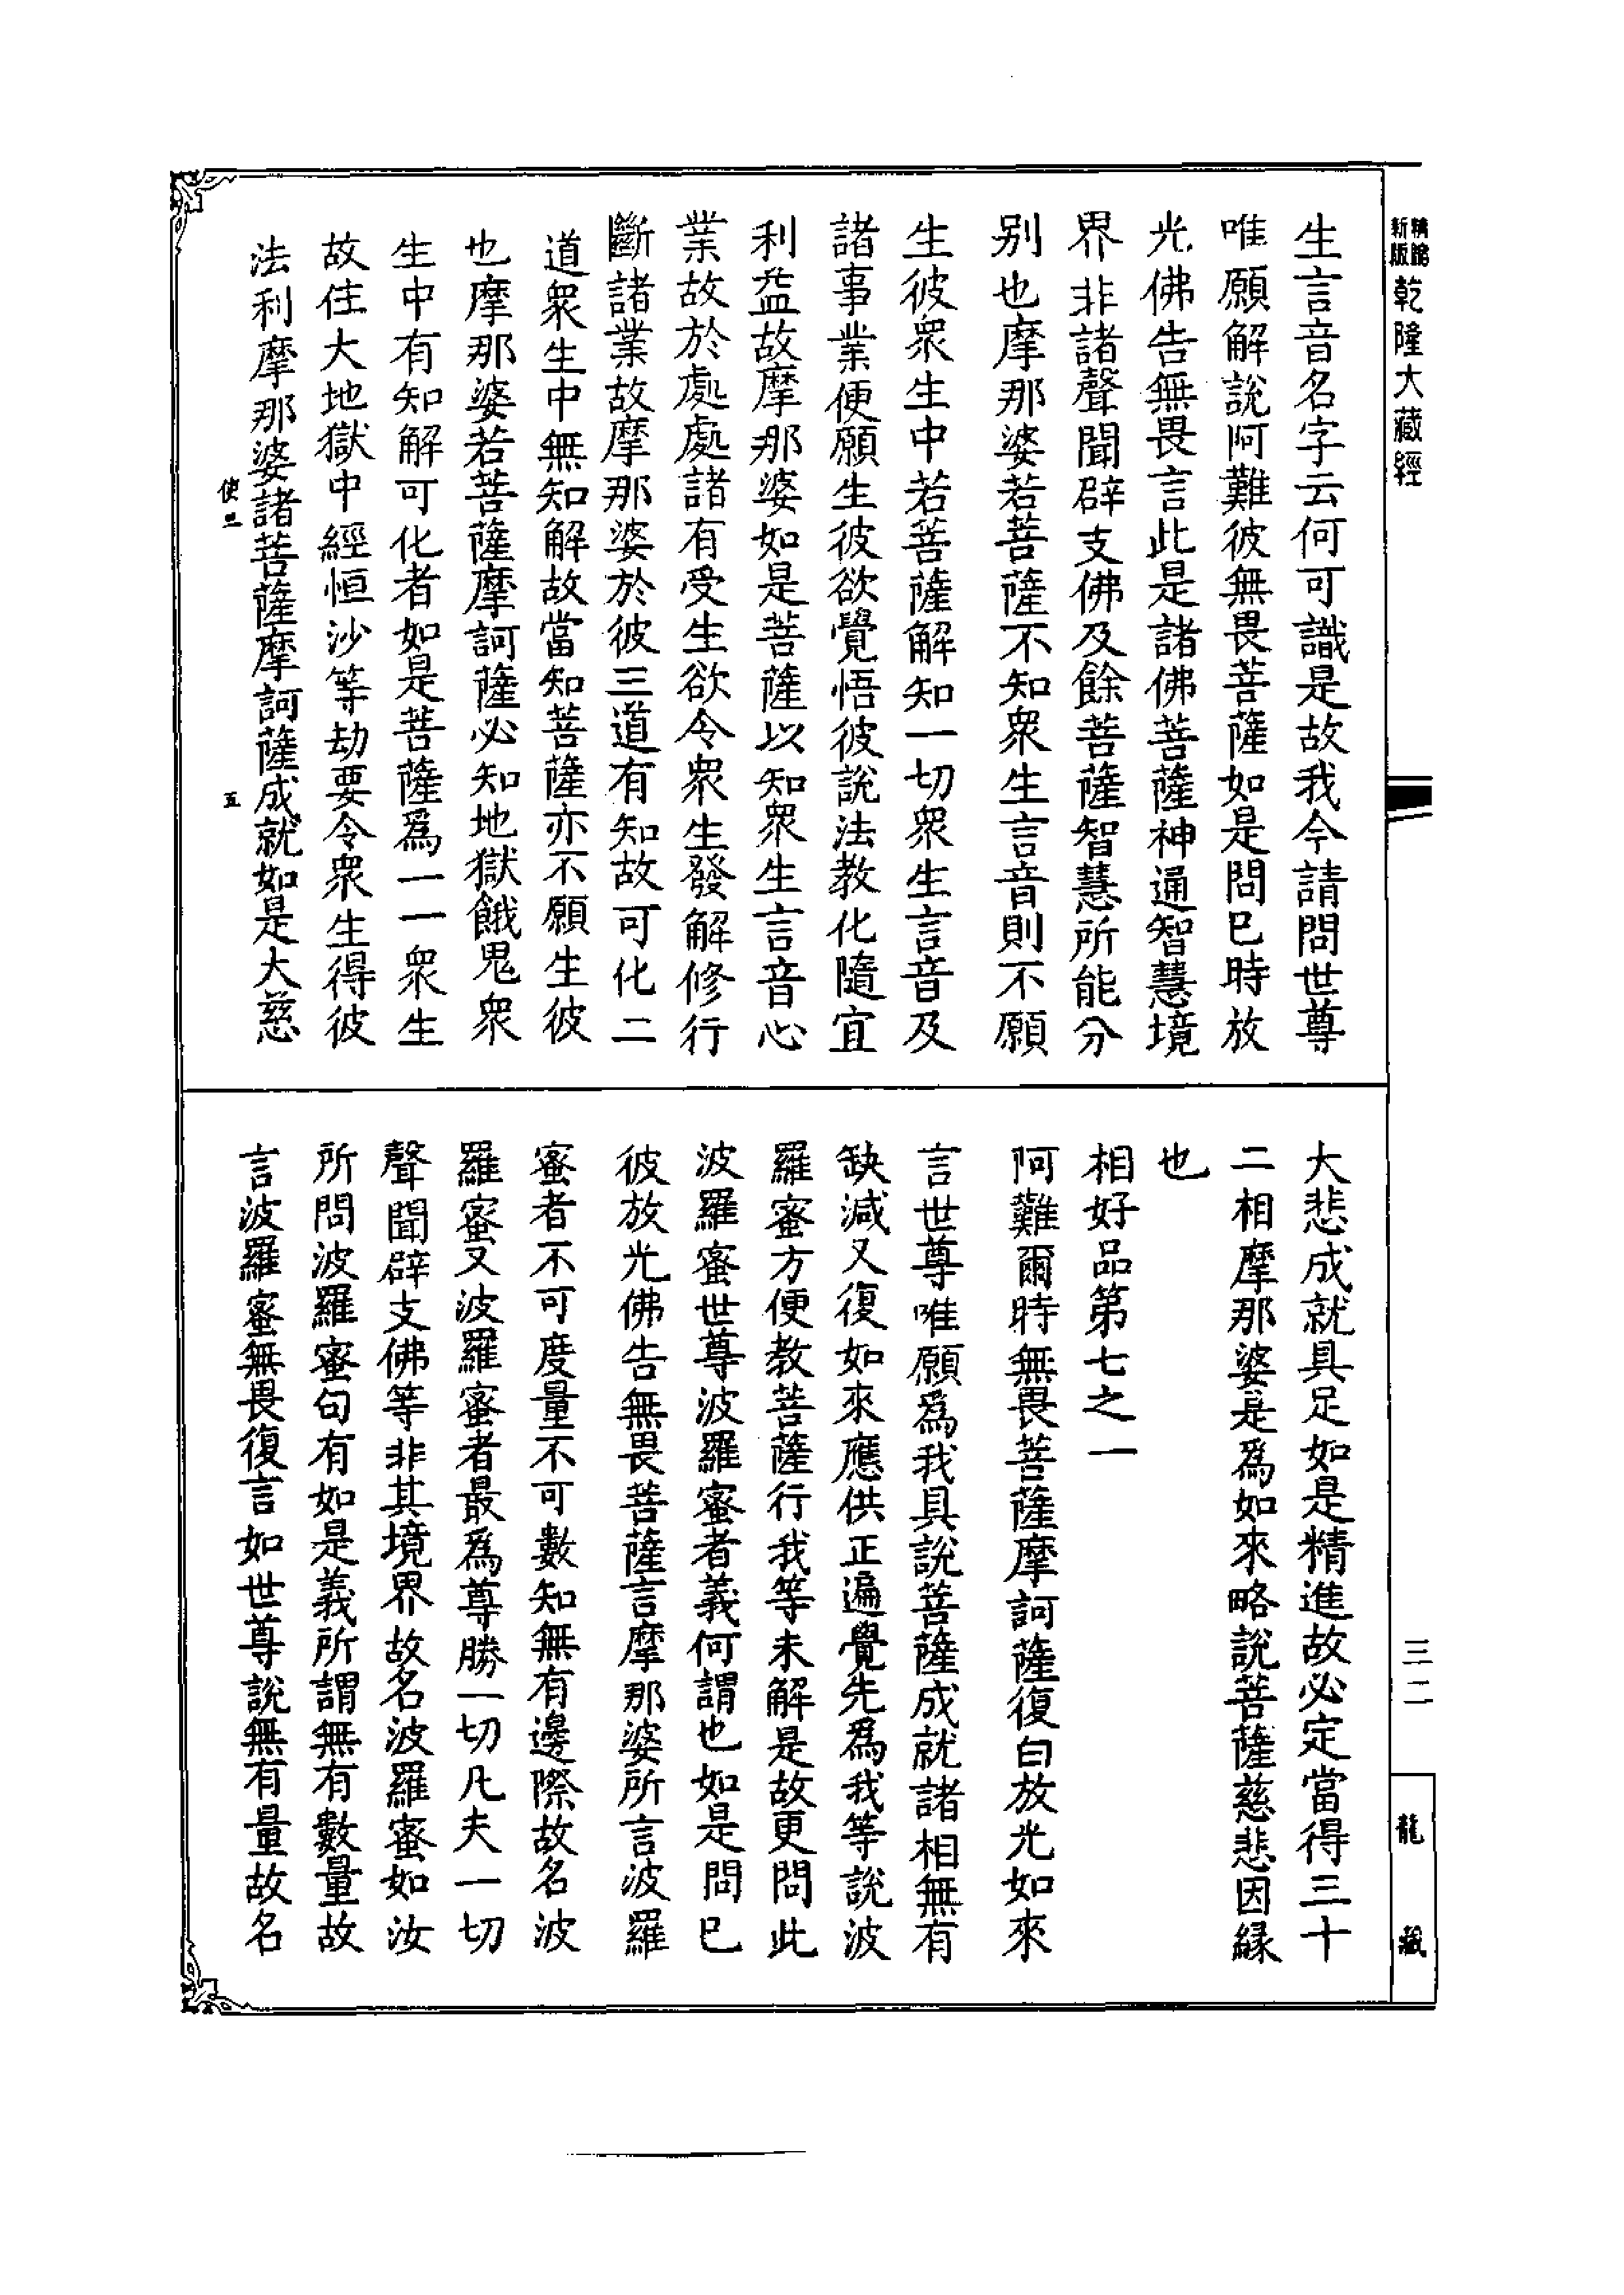 新版
乾隆大藏經
生言音名字云何可識是故我今請問世尊
唯願解說阿難彼無畏菩薩如是問已時放
光佛告無畏言此是諸佛菩薩神通智慧境
界非諸聲聞辟支佛及餘菩薩智慧所能分
別也摩那婆若菩薩不知衆生言音則不願
生彼衆生中若菩薩解知一切衆生言音及
諸事業便願生彼欲覺悟彼說法教化隨宜
利益故摩那婆如是菩薩以知衆生言音心
業故於處處諸有受生欲令衆生發解修行
斷諸業故摩那婆於彼三道有知故可化二
道衆生中無知解故當知菩薩亦不願生彼
也摩那婆若菩薩摩訶薩必知地獄餓鬼衆
生中有知解可化者如是菩薩爲一一衆生
故住大地獄中經恒沙等劫要令衆生得彼
法利摩那婆諸菩薩摩訶薩成就如是大慈
使
五
大悲成就具足如是精進故必定當得三十
二相摩那婆是爲如來略說菩薩慈悲因緣
也
相好品第七之一
阿難爾時無畏菩薩摩訶薩復白放光如來
言世尊唯願爲我具說菩薩成就諸相無有
缺減又復如來應供正遍覺先爲我等說波
羅蜜方便教菩薩行我等未解是故更問此
波羅蜜世尊波羅蜜者義何謂也如是問已
彼放光佛告無畏菩薩言摩那婆所言波羅
蜜者不可度量不可數知無有邊際故名波
羅蜜又波羅蜜者最爲尊勝一切凡夫一切
聲聞辟支佛等非其境界故名波羅蜜如汝
所問波羅蜜句有如是義所謂無有數量故
言波羅蜜無畏復言如世尊說無有量故名
三二
龍藏